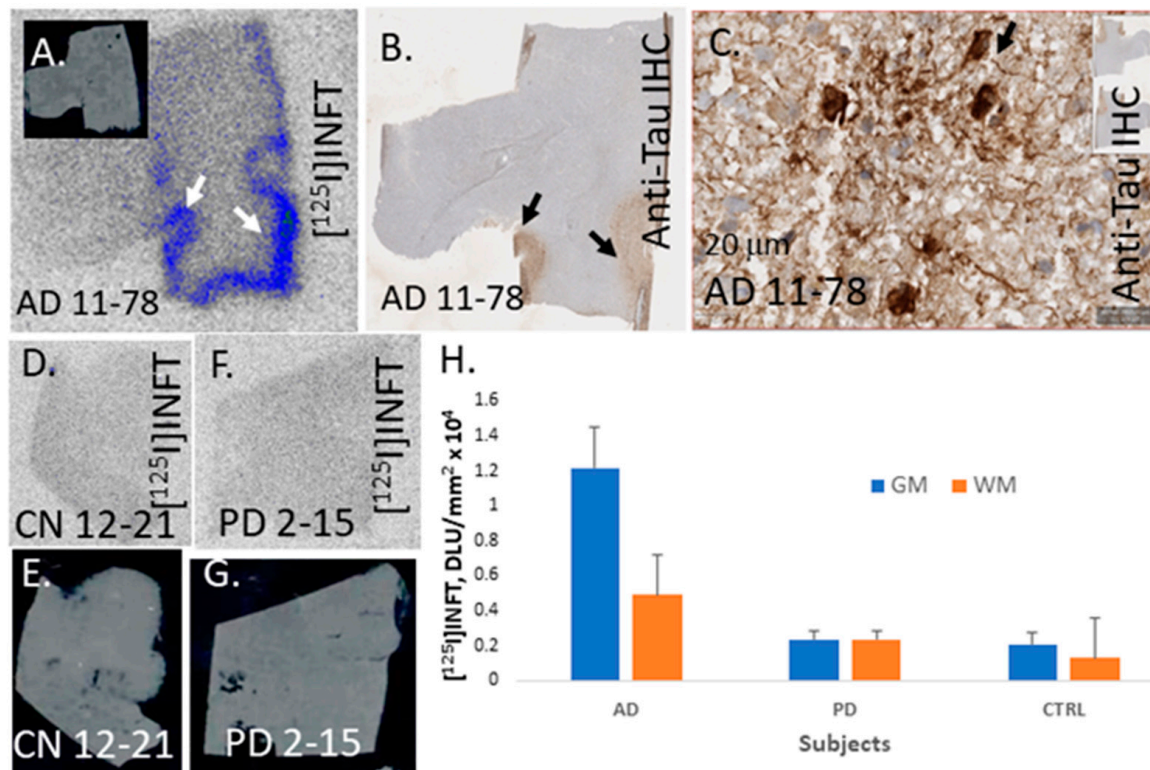 A.
[¹²⁵I]INFT
AD 11-78
B.
Anti-Tau IHC
AD 11-78
C.
20 µm
AD 11-78
Anti-Tau IHC
D.
[¹²⁵I]INFT
CN 12-21
F.
[¹²⁵I]INFT
PD 2-15
E.
CN 12-21
G.
PD 2-15
H.
[¹²⁵I]INFT, DLU/mm² x 10⁴
1.6
1.4
1.2
1
0.8
0.6
0.4
0.2
0
GM WM
AD PD CTRL
Subjects